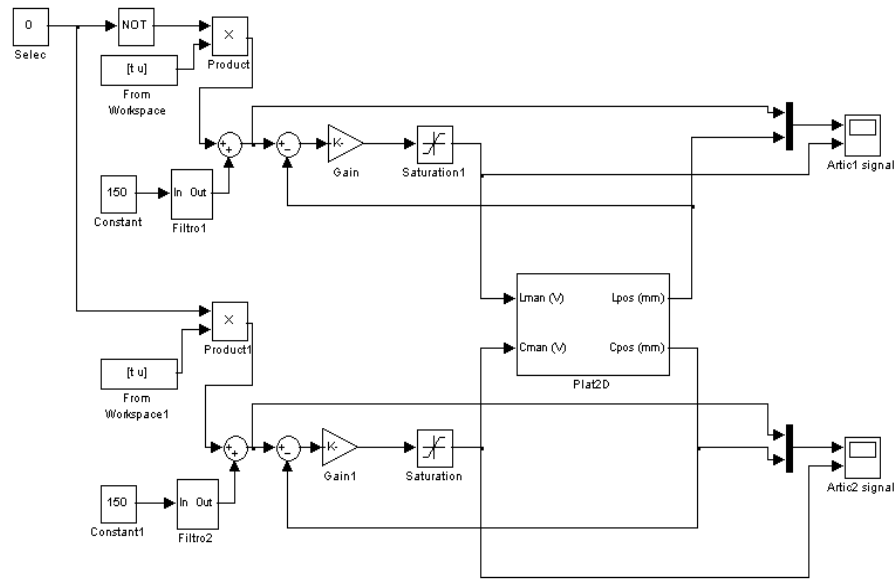 0
Selec
NOT
×
Product
[t u]
From
Workspace
150
Constant
In Out
Filtro1
K-
Gain
Saturation1
Artic1 signal
Lman (V)
Lpos (mm)
Cman (V)
Cpos (mm)
Plat2D
×
Product1
[t u]
From
Workspace1
150
Constant1
In Out
Filtro2
K-
Gain1
Saturation
Artic2 signal